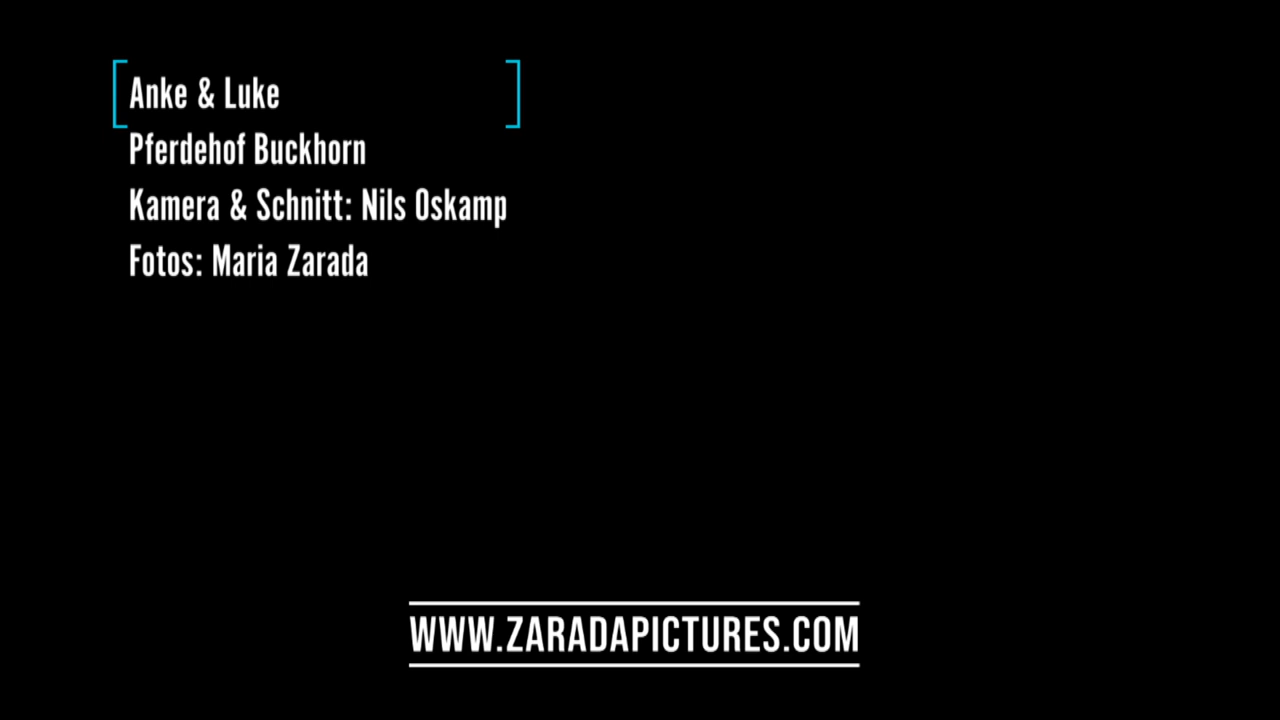 Anke & Luke
Pferdehof Buckhorn
Kamera & Schnitt: Nils Oskamp
Fotos: Maria Zarada
WWW.ZARADAPICTURES.COM